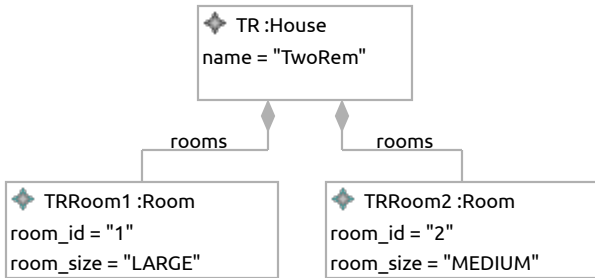 TR :House
name = "TwoRem"
rooms
rooms
TRRoom1 :Room
room_id = "1"
room_size = "LARGE"
TRRoom2 :Room
room_id = "2"
room_size = "MEDIUM"